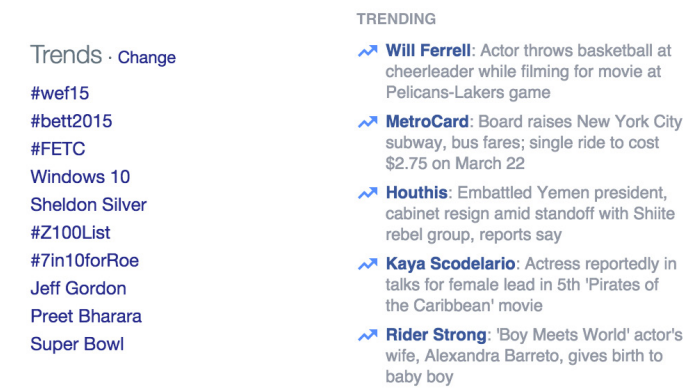 Trends · Change
#wef15
#bett2015
#FETC
Windows 10
Sheldon Silver
#Z100List
#7in10forRoe
Jeff Gordon
Preet Bharara
Super Bowl
TRENDING
Will Ferrell: Actor throws basketball at
cheerleader while filming for movie at
Pelicans-Lakers game
MetroCard: Board raises New York City
subway, bus fares; single ride to cost
$2.75 on March 22
Houthis: Embattled Yemen president,
cabinet resign amid standoff with Shiite
rebel group, reports say
Kaya Scodelario: Actress reportedly in
talks for female lead in 5th 'Pirates of
the Caribbean' movie
Rider Strong: 'Boy Meets World' actor's
wife, Alexandra Barreto, gives birth to
baby boy